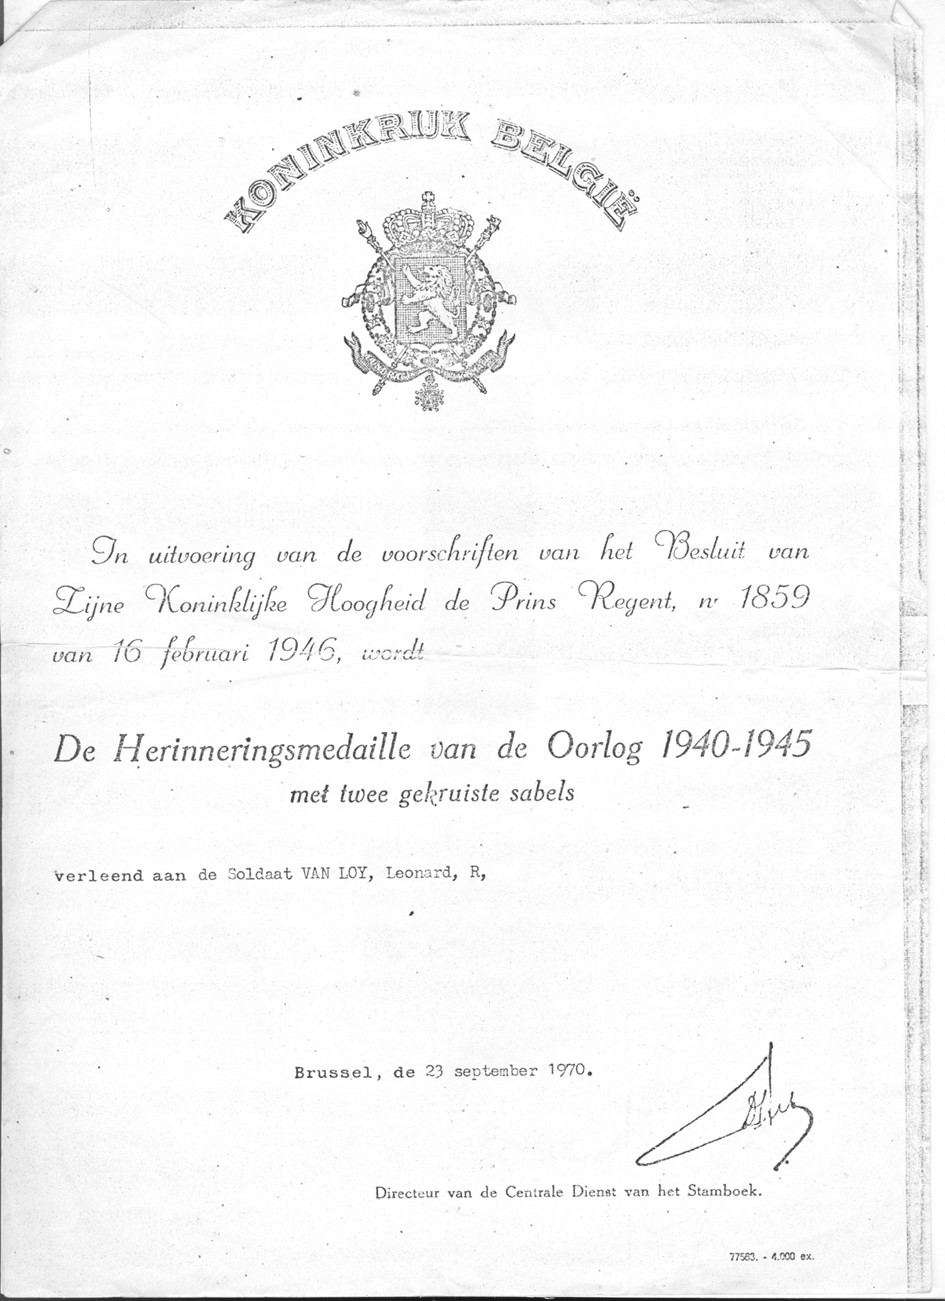 KONINKRIJK BELGIË
In uitvoering van de voorschriften van het Besluit van
Zijne Koninklijke Hoogheid de Prins Regent, nr 1859
van 16 februari 1946, wordt
De Herinneringsmedaille van de Oorlog 1940-1945
met twee gekruiste sabels
verleend aan de Soldaat VAN LOY, Leonard, R,
Brussel, de 23 september 1970.
Directeur van de Centrale Dienst van het Stamboek.
77563. - 4.000 ex.